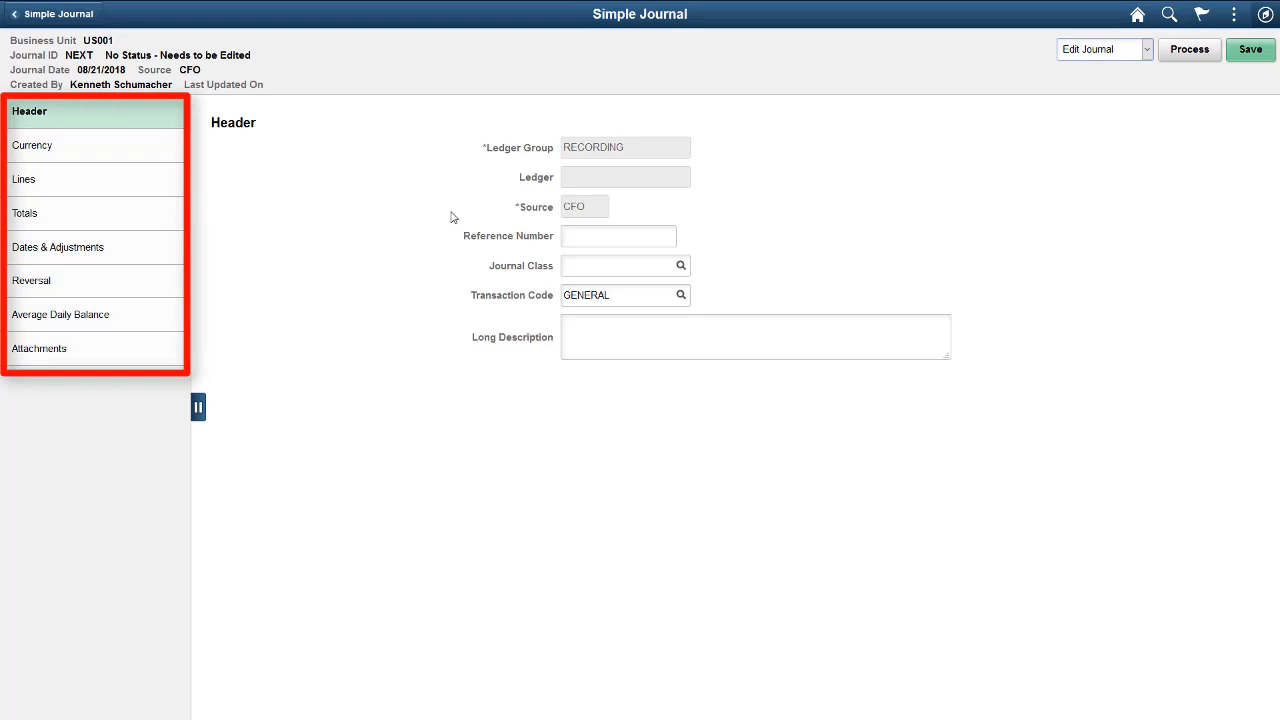 Simple Journal
Simple Journal
Business Unit US001
Journal ID NEXT No Status - Needs to be Edited
Journal Date 08/21/2018 Source CFO
Created By Kenneth Schumacher Last Updated On
Edit Journal
Process
Save
Header
Currency
Lines
Totals
Dates & Adjustments
Reversal
Average Daily Balance
Attachments
Header
*Ledger Group RECORDING
Ledger
*Source CFO
Reference Number
Journal Class
Transaction Code GENERAL
Long Description